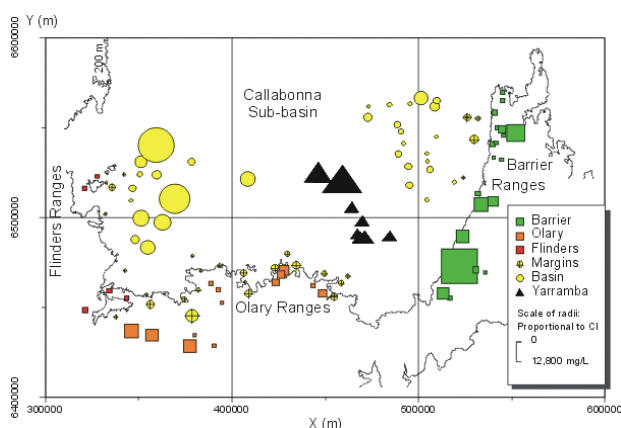 Y (m)
6600000
200 m
Callabonna
Sub-basin
Flinders Ranges
Barrier
Ranges
6500000
Barrier
Olary
Flinders
Margins
Basin
Yarramba
Scale of radii:
Proportional to Cl
0
12,800 mg/L
Olary Ranges
6400000
300000
400000
500000
600000
X (m)